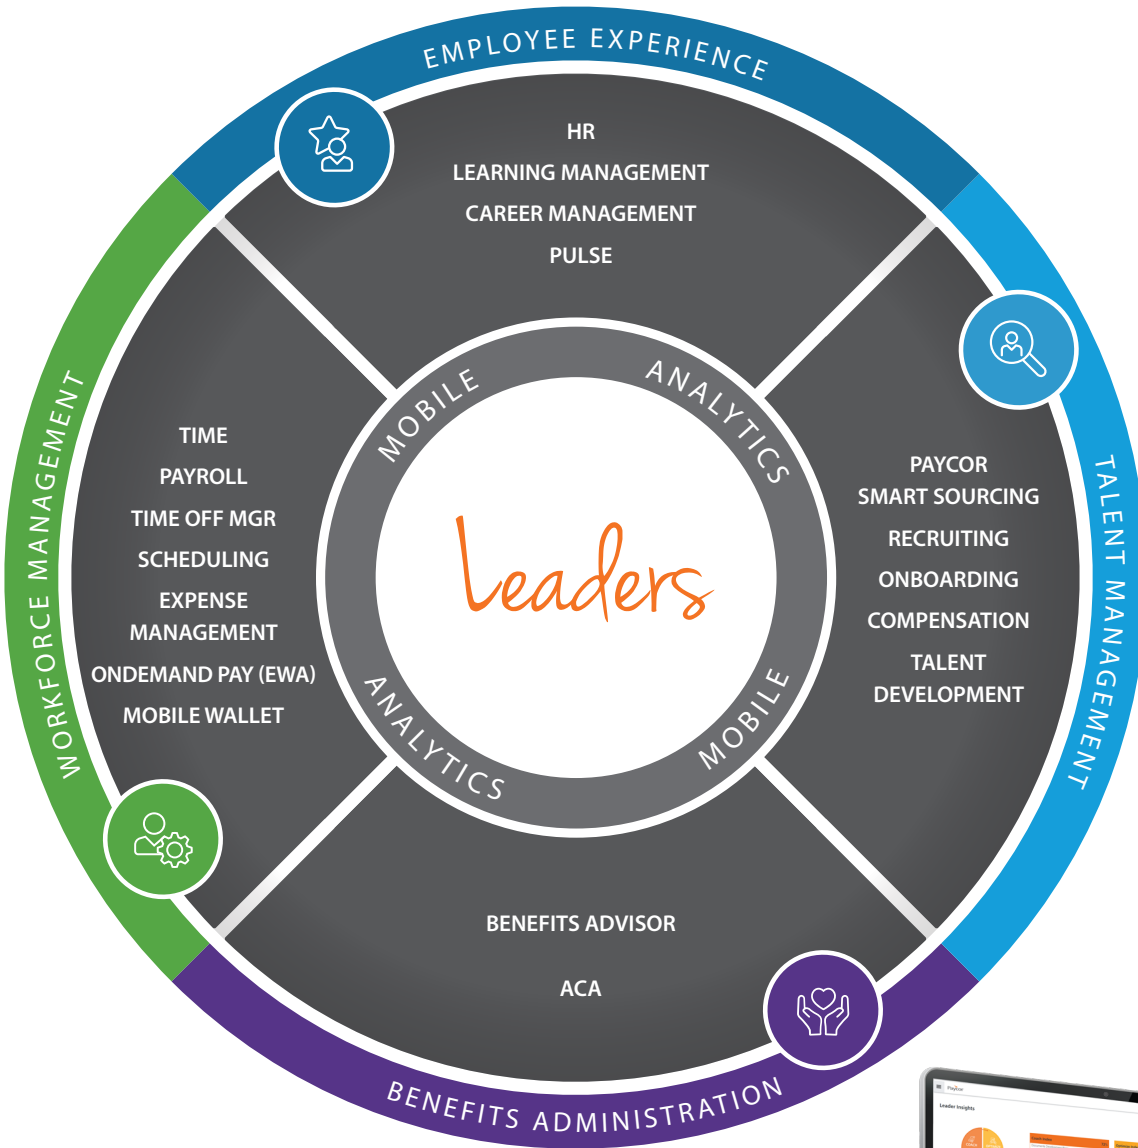 EMPLOYEE EXPERIENCE
HR
LEARNING MANAGEMENT
CAREER MANAGEMENT
PULSE
TALENT MANAGEMENT
PAYCOR
SMART SOURCING
RECRUITING
ONBOARDING
COMPENSATION
TALENT
DEVELOPMENT
WORKFORCE MANAGEMENT
TIME
PAYROLL
TIME OFF MGR
SCHEDULING
EXPENSE
MANAGEMENT
ONDEMAND PAY (EWA)
MOBILE WALLET
MOBILE
ANALYTICS
Leaders
ANALYTICS
MOBILE
BENEFITS ADVISOR
ACA
BENEFITS ADMINISTRATION
Paycor
Leader Insights